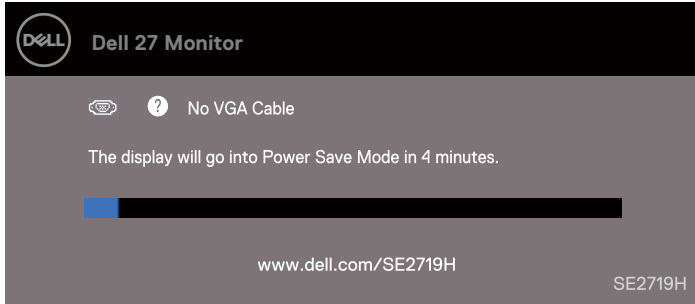 DELL
Dell 27 Monitor
? No VGA Cable
The display will go into Power Save Mode in 4 minutes.
www.dell.com/SE2719H
SE2719H